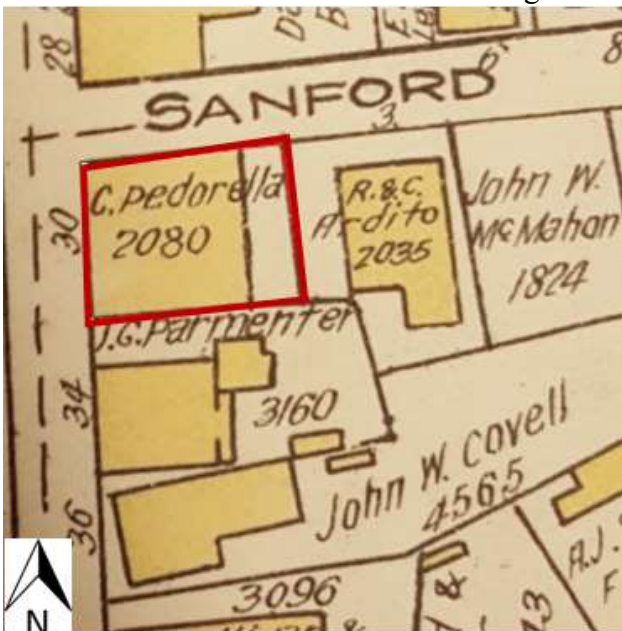 28
SANFORD
3
8
C. Pedorella
2080
30
R. & C.
Ardito
2035
John W.
McMahon
1824
J.G. Parmenter
3160
34
John W. Covell
4565
36
3096
A.J.
F
&
&
N